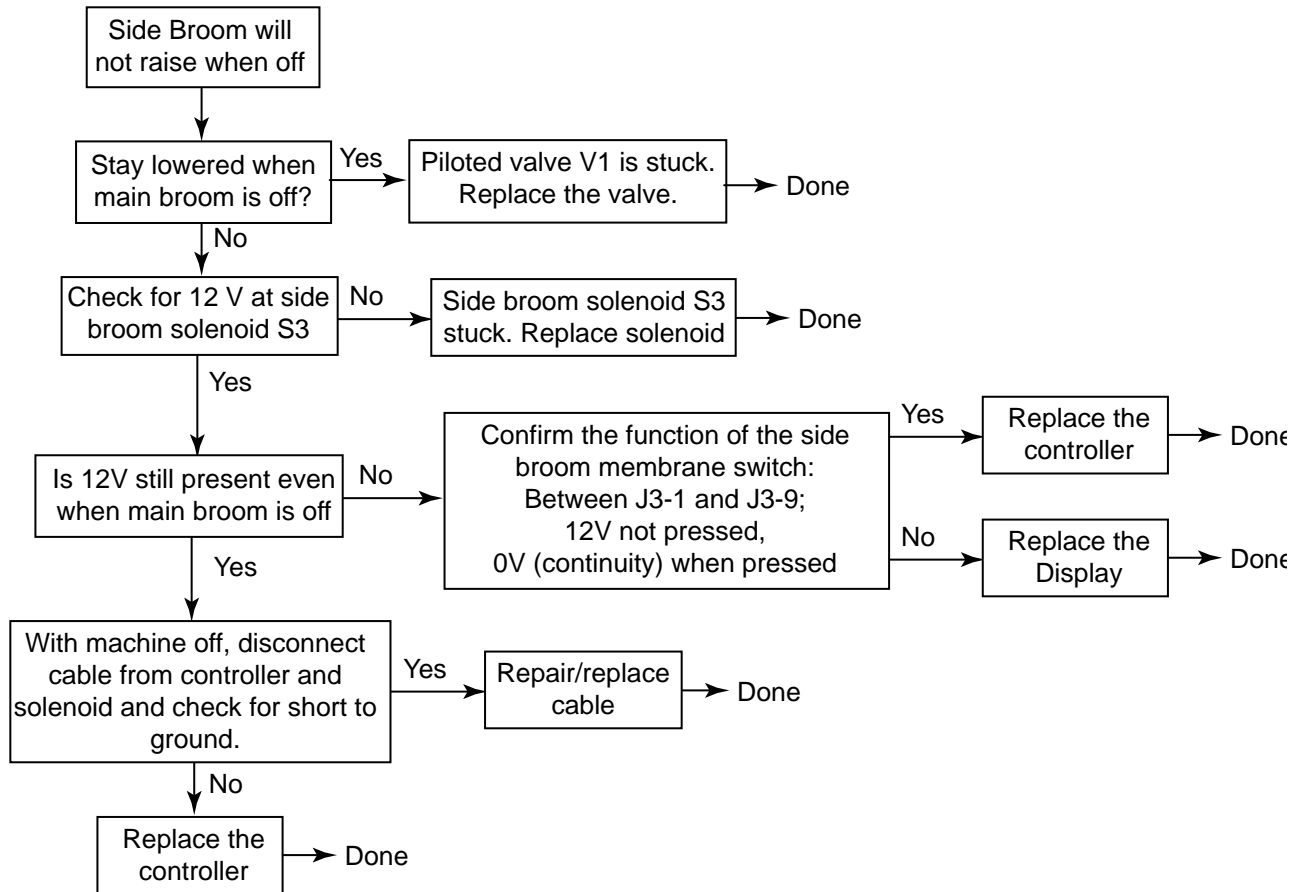 Side Broom will
not raise when off
Stay lowered when
main broom is off?
Yes
Piloted valve V1 is stuck.
Replace the valve.
Done
No
Check for 12 V at side
broom solenoid S3
No
Side broom solenoid S3
stuck. Replace solenoid
Done
Yes
Is 12V still present even
when main broom is off
No
Confirm the function of the side
broom membrane switch:
Between J3-1 and J3-9;
12V not pressed,
0V (continuity) when pressed
Yes
Replace the
controller
Done
No
Replace the
Display
Done
Yes
With machine off, disconnect
cable from controller and
solenoid and check for short to
ground.
Yes
Repair/replace
cable
Done
No
Replace the
controller
Done